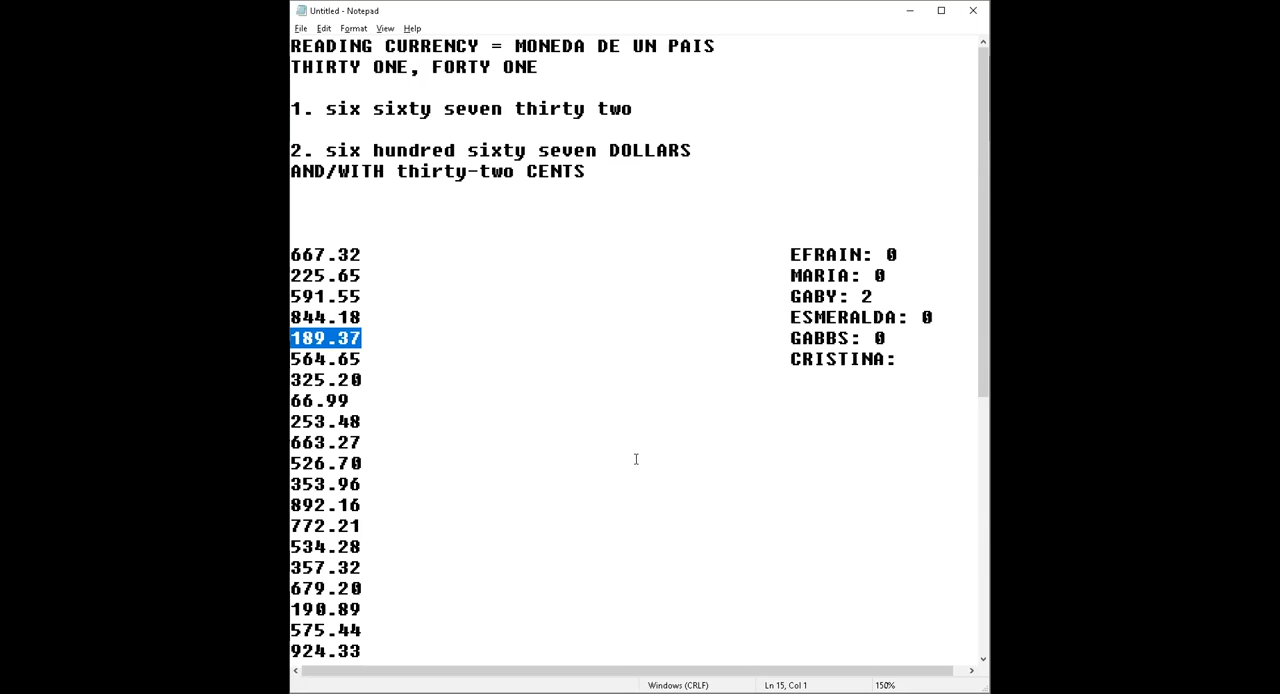 Untitled - Notepad
File Edit Format View Help
READING CURRENCY = MONEDA DE UN PAIS
THIRTY ONE, FORTY ONE
1. six sixty seven thirty two
2. six hundred sixty seven DOLLARS
AND/WITH thirty-two CENTS
667.32 EFRAIN: 0
225.65 MARIA: 0
591.55 GABY: 2
844.18 ESMERALDA: 0
189.37 GABBS: 0
564.65 CRISTINA:
325.20
66.99
253.48
663.27
526.70
353.96
892.16
772.21
534.28
357.32
679.20
190.89
575.44
924.33
Windows (CRLF) Ln 15, Col 1 150%